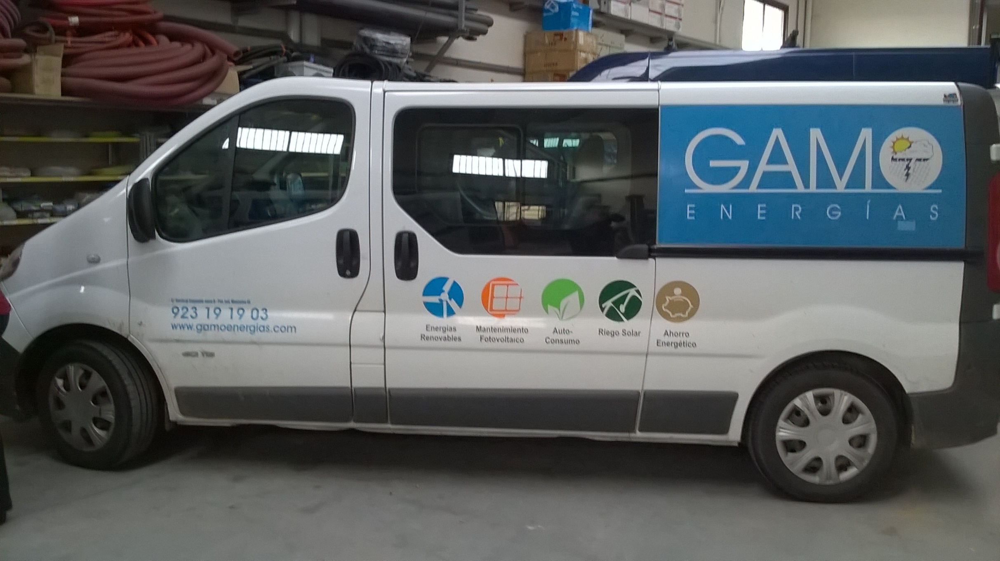 GAMO
ENERGÍAS
923 19 19 03
www.gamoenergias.com
Energías
Renovables
Mantenimiento
Fotovoltaico
Auto-
Consumo
Riego Solar
Ahorro
Energético